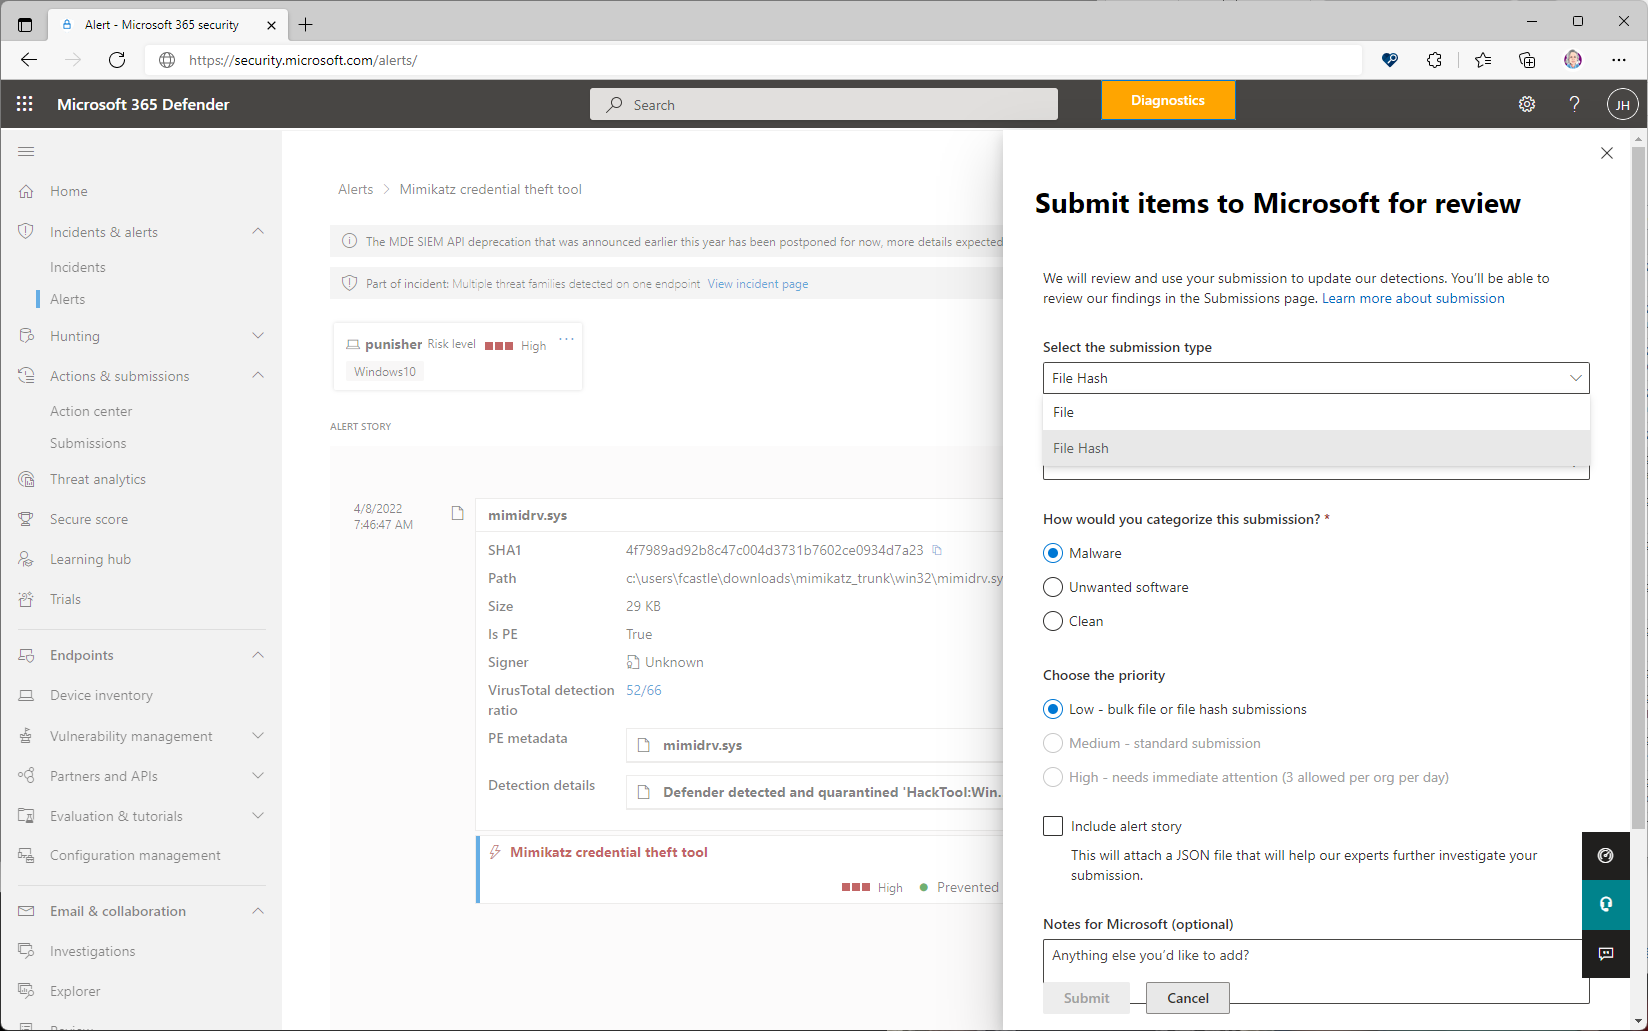 Alert - Microsoft 365 security
https://security.microsoft.com/alerts/
Microsoft 365 Defender
Search
Diagnostics
JH
Home
Incidents & alerts
Incidents
Alerts
Hunting
Actions & submissions
Action center
Submissions
Threat analytics
Secure score
Learning hub
Trials
Endpoints
Device inventory
Vulnerability management
Partners and APIs
Evaluation & tutorials
Configuration management
Email & collaboration
Investigations
Explorer
Alerts > Mimikatz credential theft tool
The MDE SIEM API deprecation that was announced earlier this year has been postponed for now, more details expected
Part of incident: Multiple threat families detected on one endpoint View incident page
punisher Risk level High ...
Windows10
ALERT STORY
4/8/2022
7:46:47 AM
mimidrv.sys
SHA1 4f7989ad92b8c47c004d3731b7602ce0934d7a23
Path c:\users\fcastle\downloads\mimikatz_trunk\win32\mimidrv.sy
Size 29 KB
Is PE True
Signer Unknown
VirusTotal detection ratio 52/66
PE metadata mimidrv.sys
Detection details Defender detected and quarantined 'HackTool:Win.
Mimikatz credential theft tool
High Prevented
Submit items to Microsoft for review
We will review and use your submission to update our detections. You'll be able to
review our findings in the Submissions page. Learn more about submission
Select the submission type
File Hash
File
File Hash
How would you categorize this submission? *
Malware
Unwanted software
Clean
Choose the priority
Low - bulk file or file hash submissions
Medium - standard submission
High - needs immediate attention (3 allowed per org per day)
Include alert story
This will attach a JSON file that will help our experts further investigate your
submission.
Notes for Microsoft (optional)
Anything else you'd like to add?
Submit
Cancel